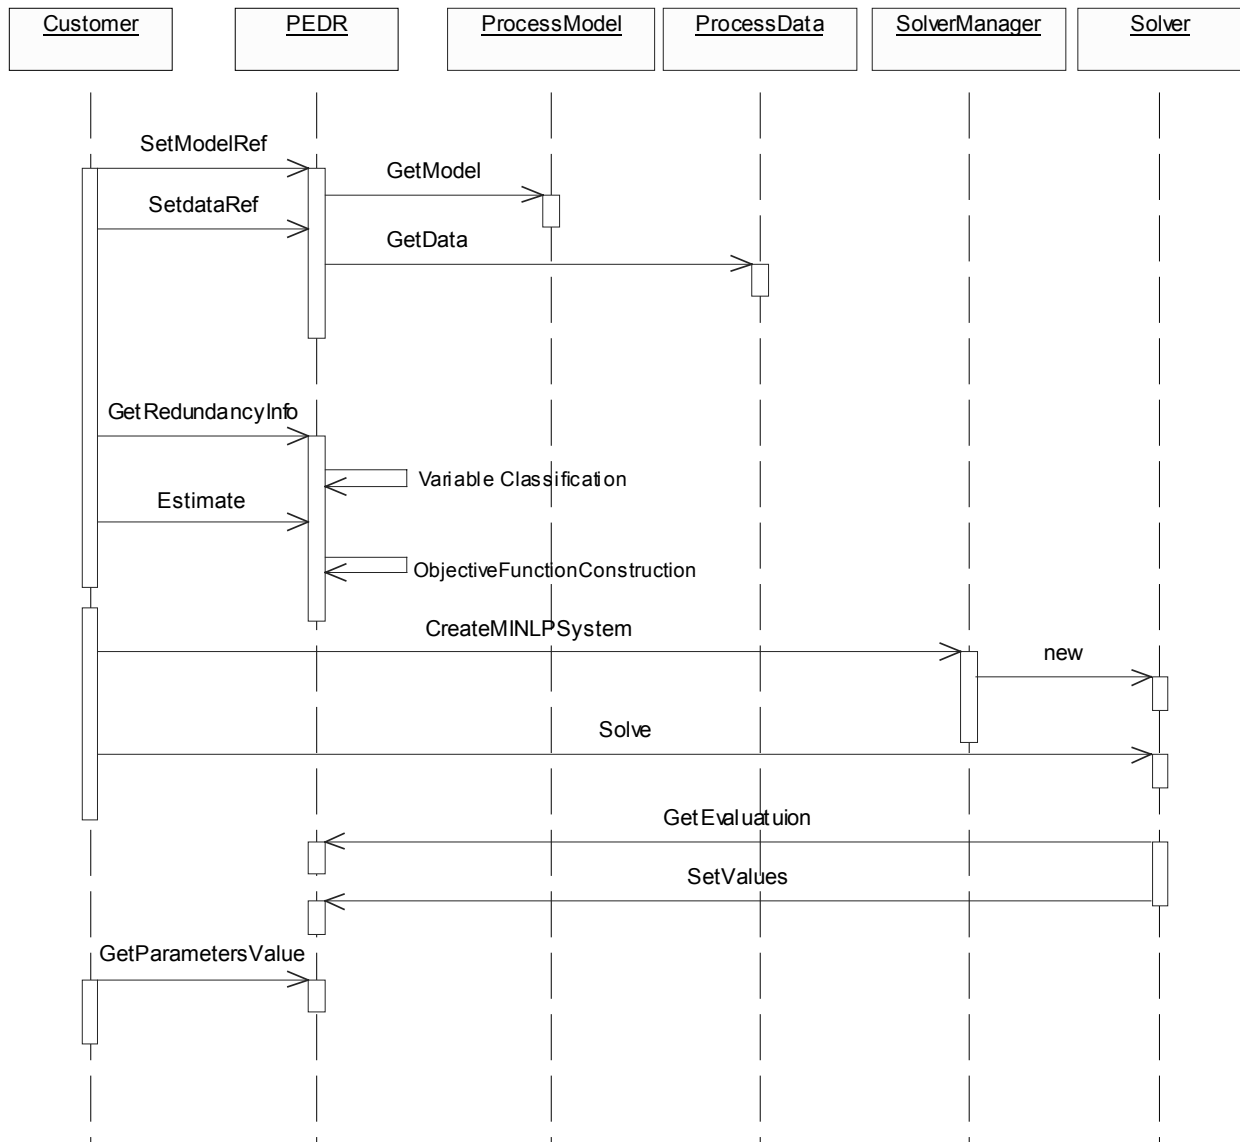 Customer
PEDR
ProcessModel
ProcessData
SolverManager
Solver
SetModelRef
GetModel
SetdataRef
GetData
GetRedundancyInfo
Variable Classification
Estimate
ObjectiveFunctionConstruction
CreateMINLPSystem
new
Solve
GetEvaluatuion
SetValues
GetParametersValue